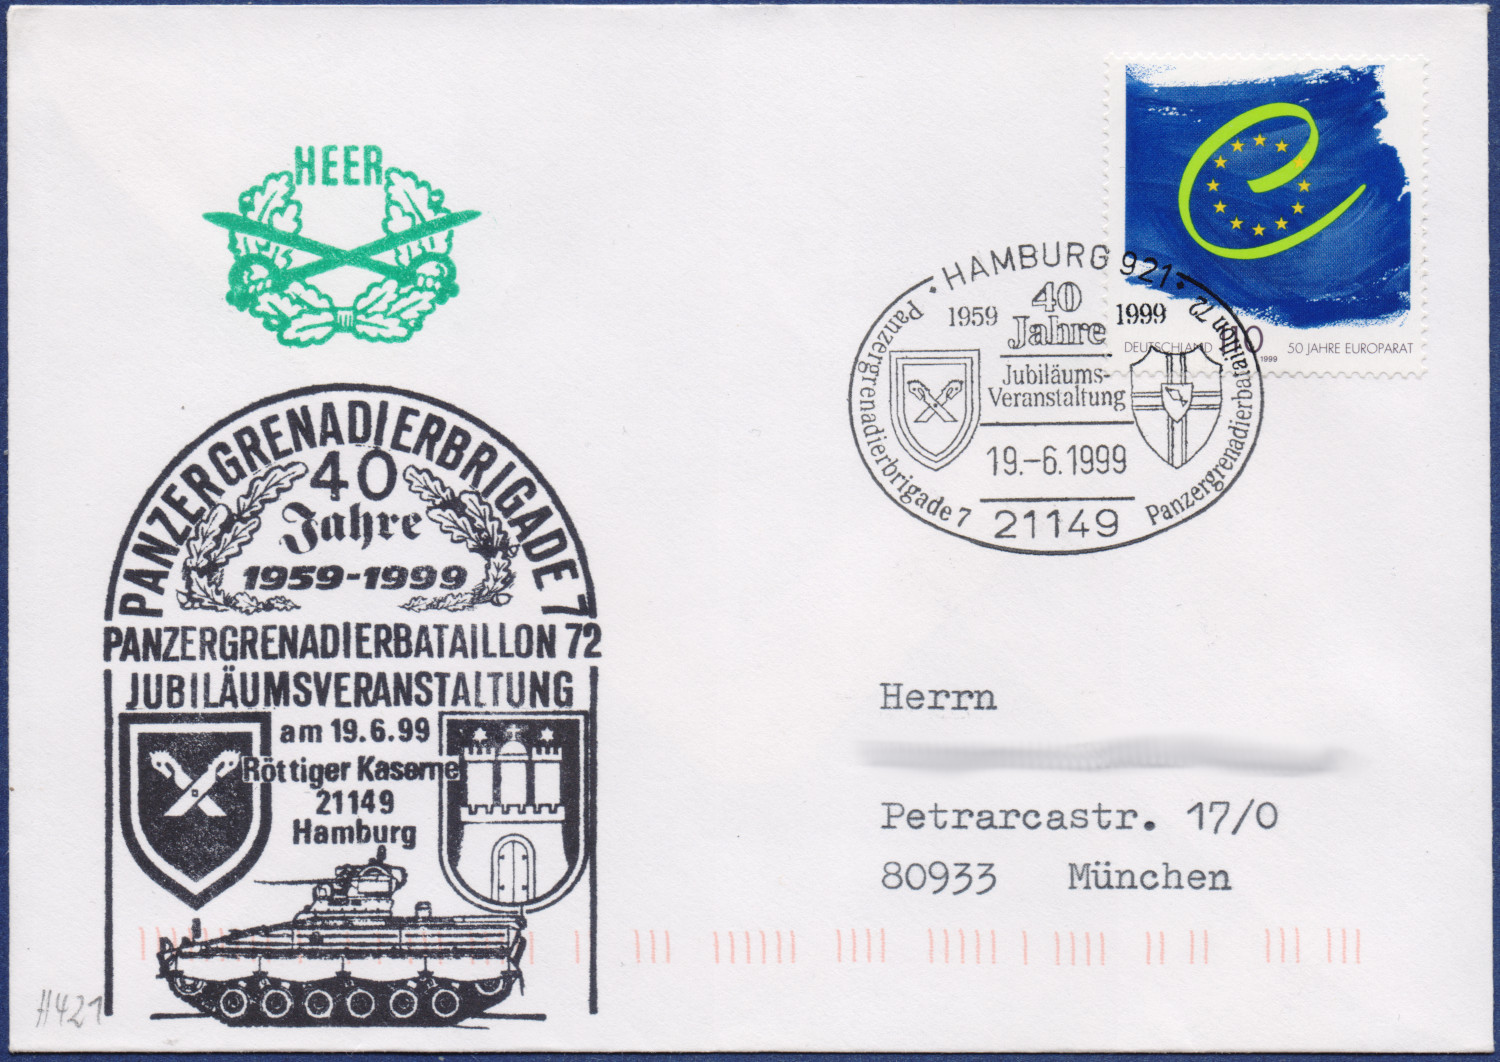 HEER
PANZERGRENADIERBRIGADE 7
40
Jahre
1959-1999
PANZERGRENADIERBATAILLON 72
JUBILÄUMSVERANSTALTUNG
am 19.6.99
Röttiger Kaserne
21149
Hamburg
H421
DEUTSCHLAND
1999
50 JAHRE EUROPARAT
HAMBURG 921
1959 40 1999
Jahre
Jubiläums-
Veranstaltung
19.-6.1999
21149
Panzergrenadierbrigade 7
Panzergrenadierbataillon 72
Herrn
Petrarcastr. 17/0
80933 München